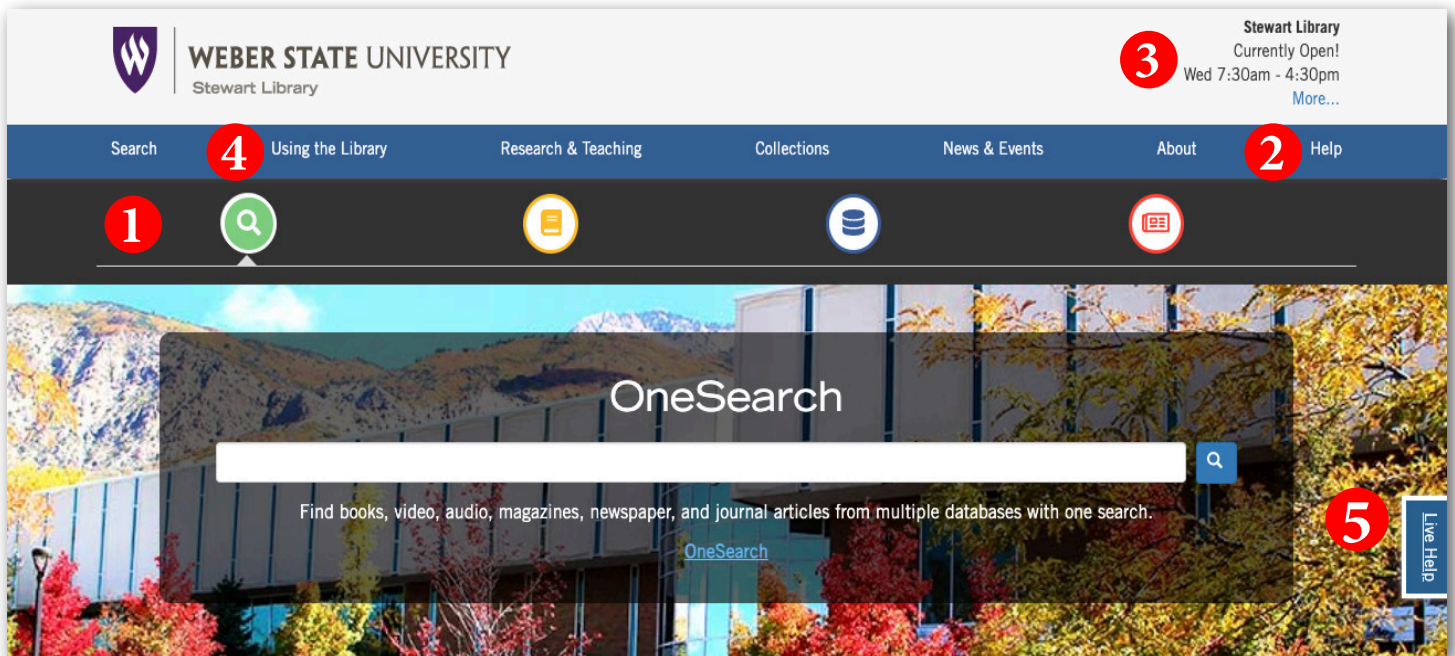 WEBER STATE UNIVERSITY
Stewart Library
Stewart Library
Currently Open!
3
Wed 7:30am - 4:30pm
More...
Search
4
Using the Library
Research & Teaching
Collections
News & Events
About
2
Help
1
OneSearch
Find books, video, audio, magazines, newspaper, and journal articles from multiple databases with one search.
OneSearch
5
Live Help